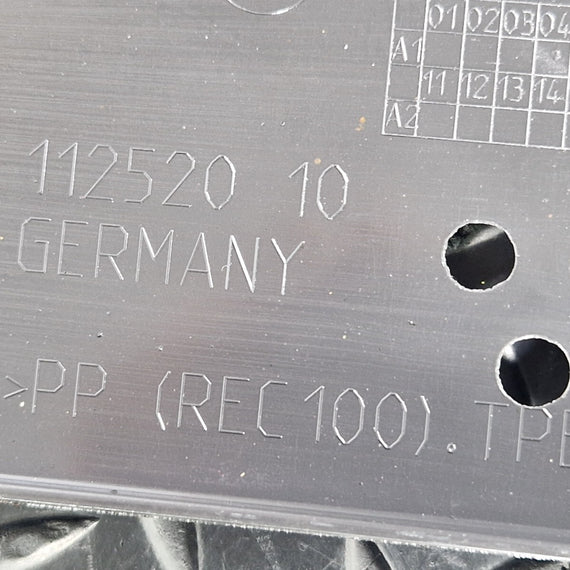 01 02 03 04
A1
11 12 13 14
A2
112520 10
GERMANY
>PP (REC100). TPE